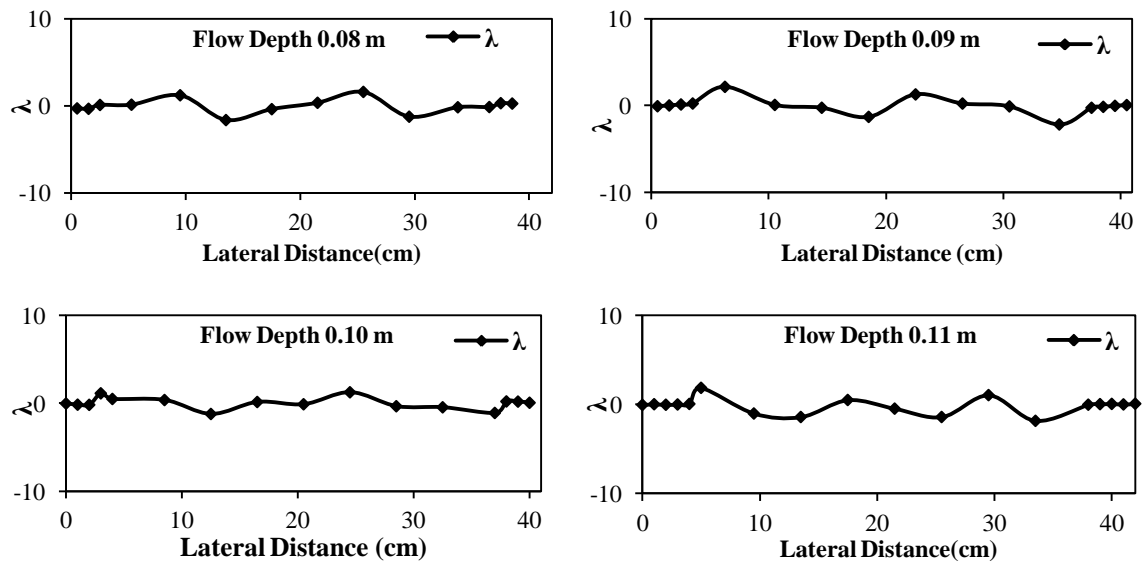 10
Flow Depth 0.08 m
λ
λ
0
-10
0
10
20
30
40
Lateral Distance(cm)
10
Flow Depth 0.09 m
λ
λ
0
-10
0
10
20
30
40
Lateral Distance (cm)
10
Flow Depth 0.10 m
λ
λ
0
-10
0
10
20
30
40
Lateral Distance (cm)
10
Flow Depth 0.11 m
λ
λ
0
-10
0
10
20
30
40
Lateral Distance(cm)